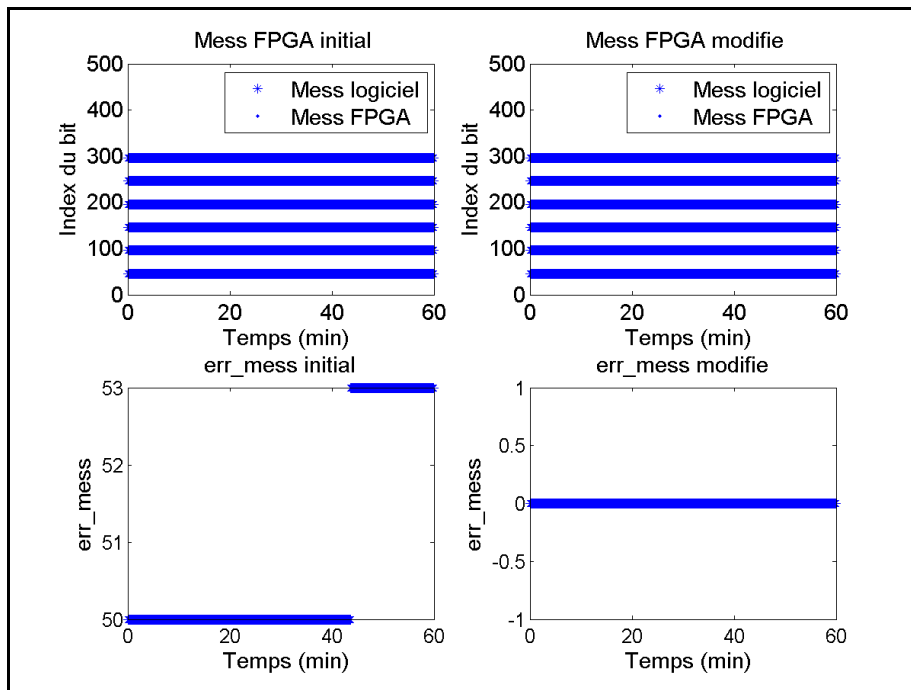 Mess FPGA initial
500
400
300
200
100
0
Index du bit
Mess logiciel
Mess FPGA
0
20
40
60
Temps (min)
Mess FPGA modifie
500
400
300
200
100
0
Index du bit
Mess logiciel
Mess FPGA
0
20
40
60
Temps (min)
err_mess initial
53
52
51
50
err_mess
0
20
40
60
Temps (min)
err_mess modifie
1
0.5
0
-0.5
-1
err_mess
0
20
40
60
Temps (min)